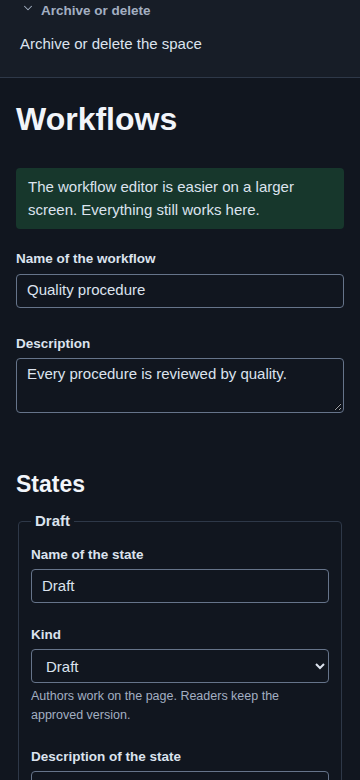 Archive or delete
Archive or delete the space
Workflows
The workflow editor is easier on a larger
screen. Everything still works here.
Name of the workflow
Quality procedure
Description
Every procedure is reviewed by quality.
States
Draft
Name of the state
Draft
Kind
Draft
Authors work on the page. Readers keep the
approved version.
Description of the state